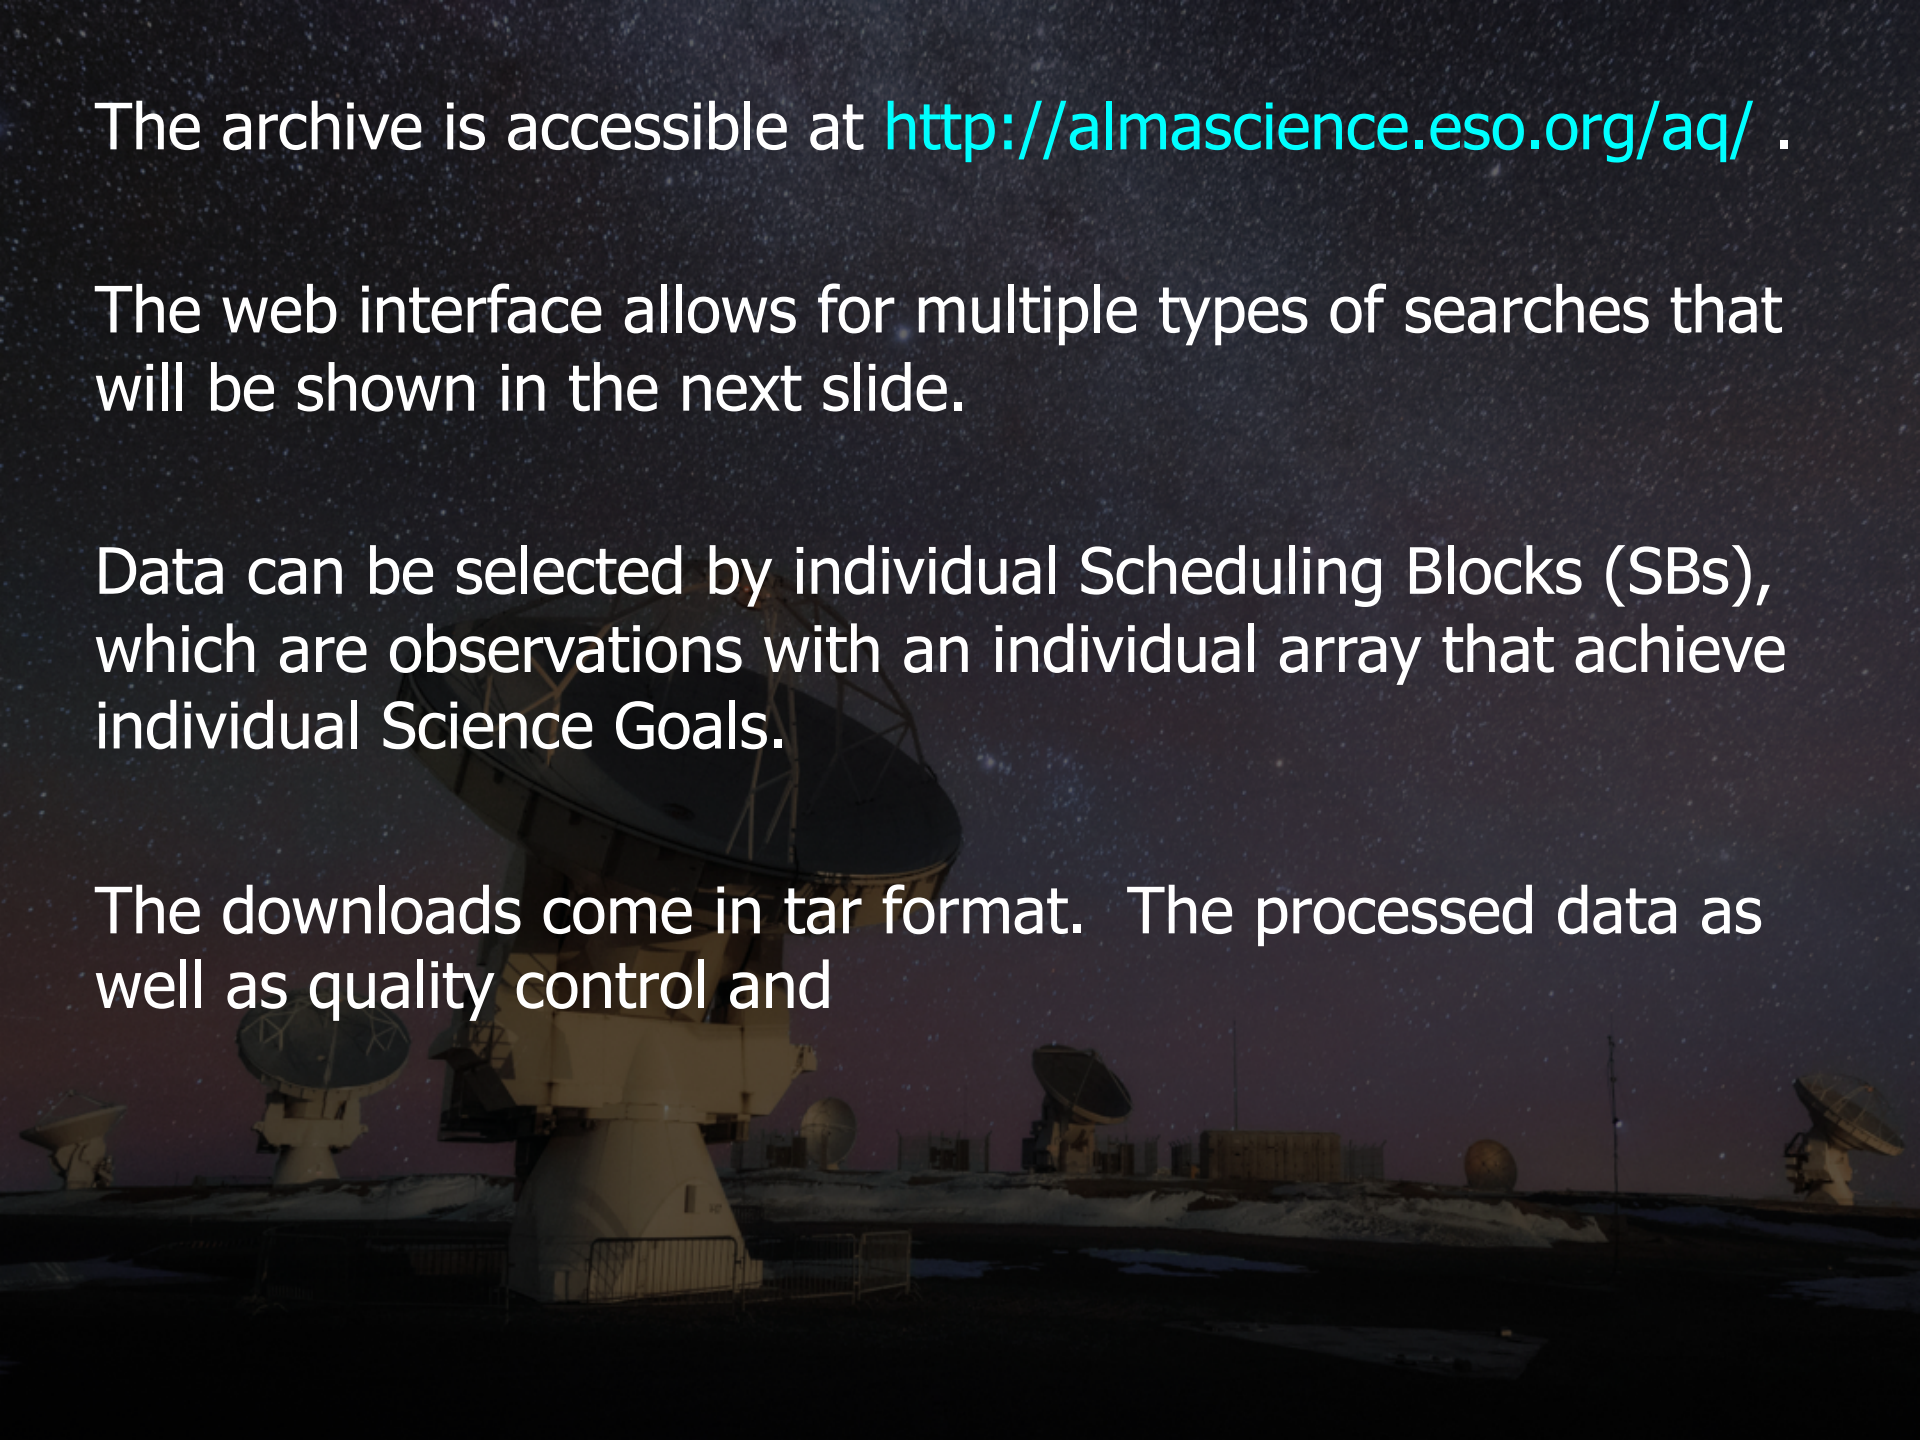 The archive is accessible at http://almascience.eso.org/aq/ .
The web interface allows for multiple types of searches that
will be shown in the next slide.
Data can be selected by individual Scheduling Blocks (SBs),
which are observations with an individual array that achieve
individual Science Goals.
The downloads come in tar format.  The processed data as
well as quality control and